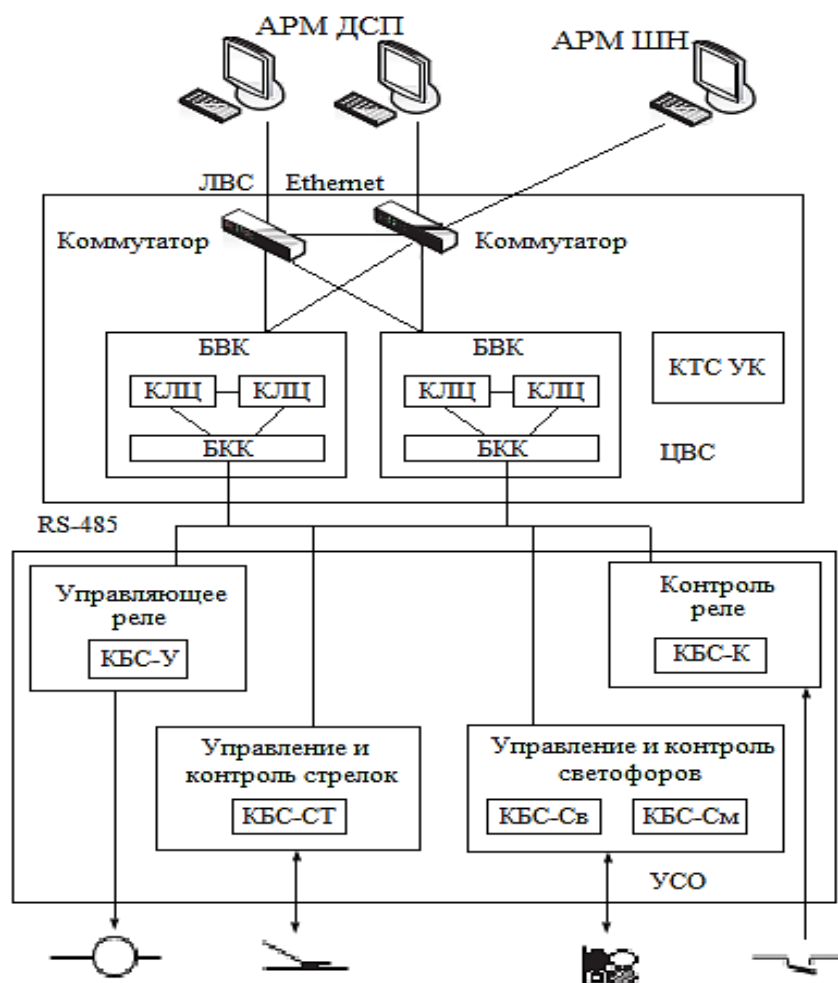 АРМ ДСП
АРМ ШН
ЛВС
Ethernet
Коммутатор
Коммутатор
БВК
КЛЦ
КЛЦ
БКК
БВК
КЛЦ
КЛЦ
БКК
КТС УК
ЦВС
RS-485
Управляющее
реле
КБС-У
Контроль
реле
КБС-К
Управление и
контроль стрелок
КБС-СТ
Управление и контроль
светофоров
КБС-Св
КБС-См
УСО